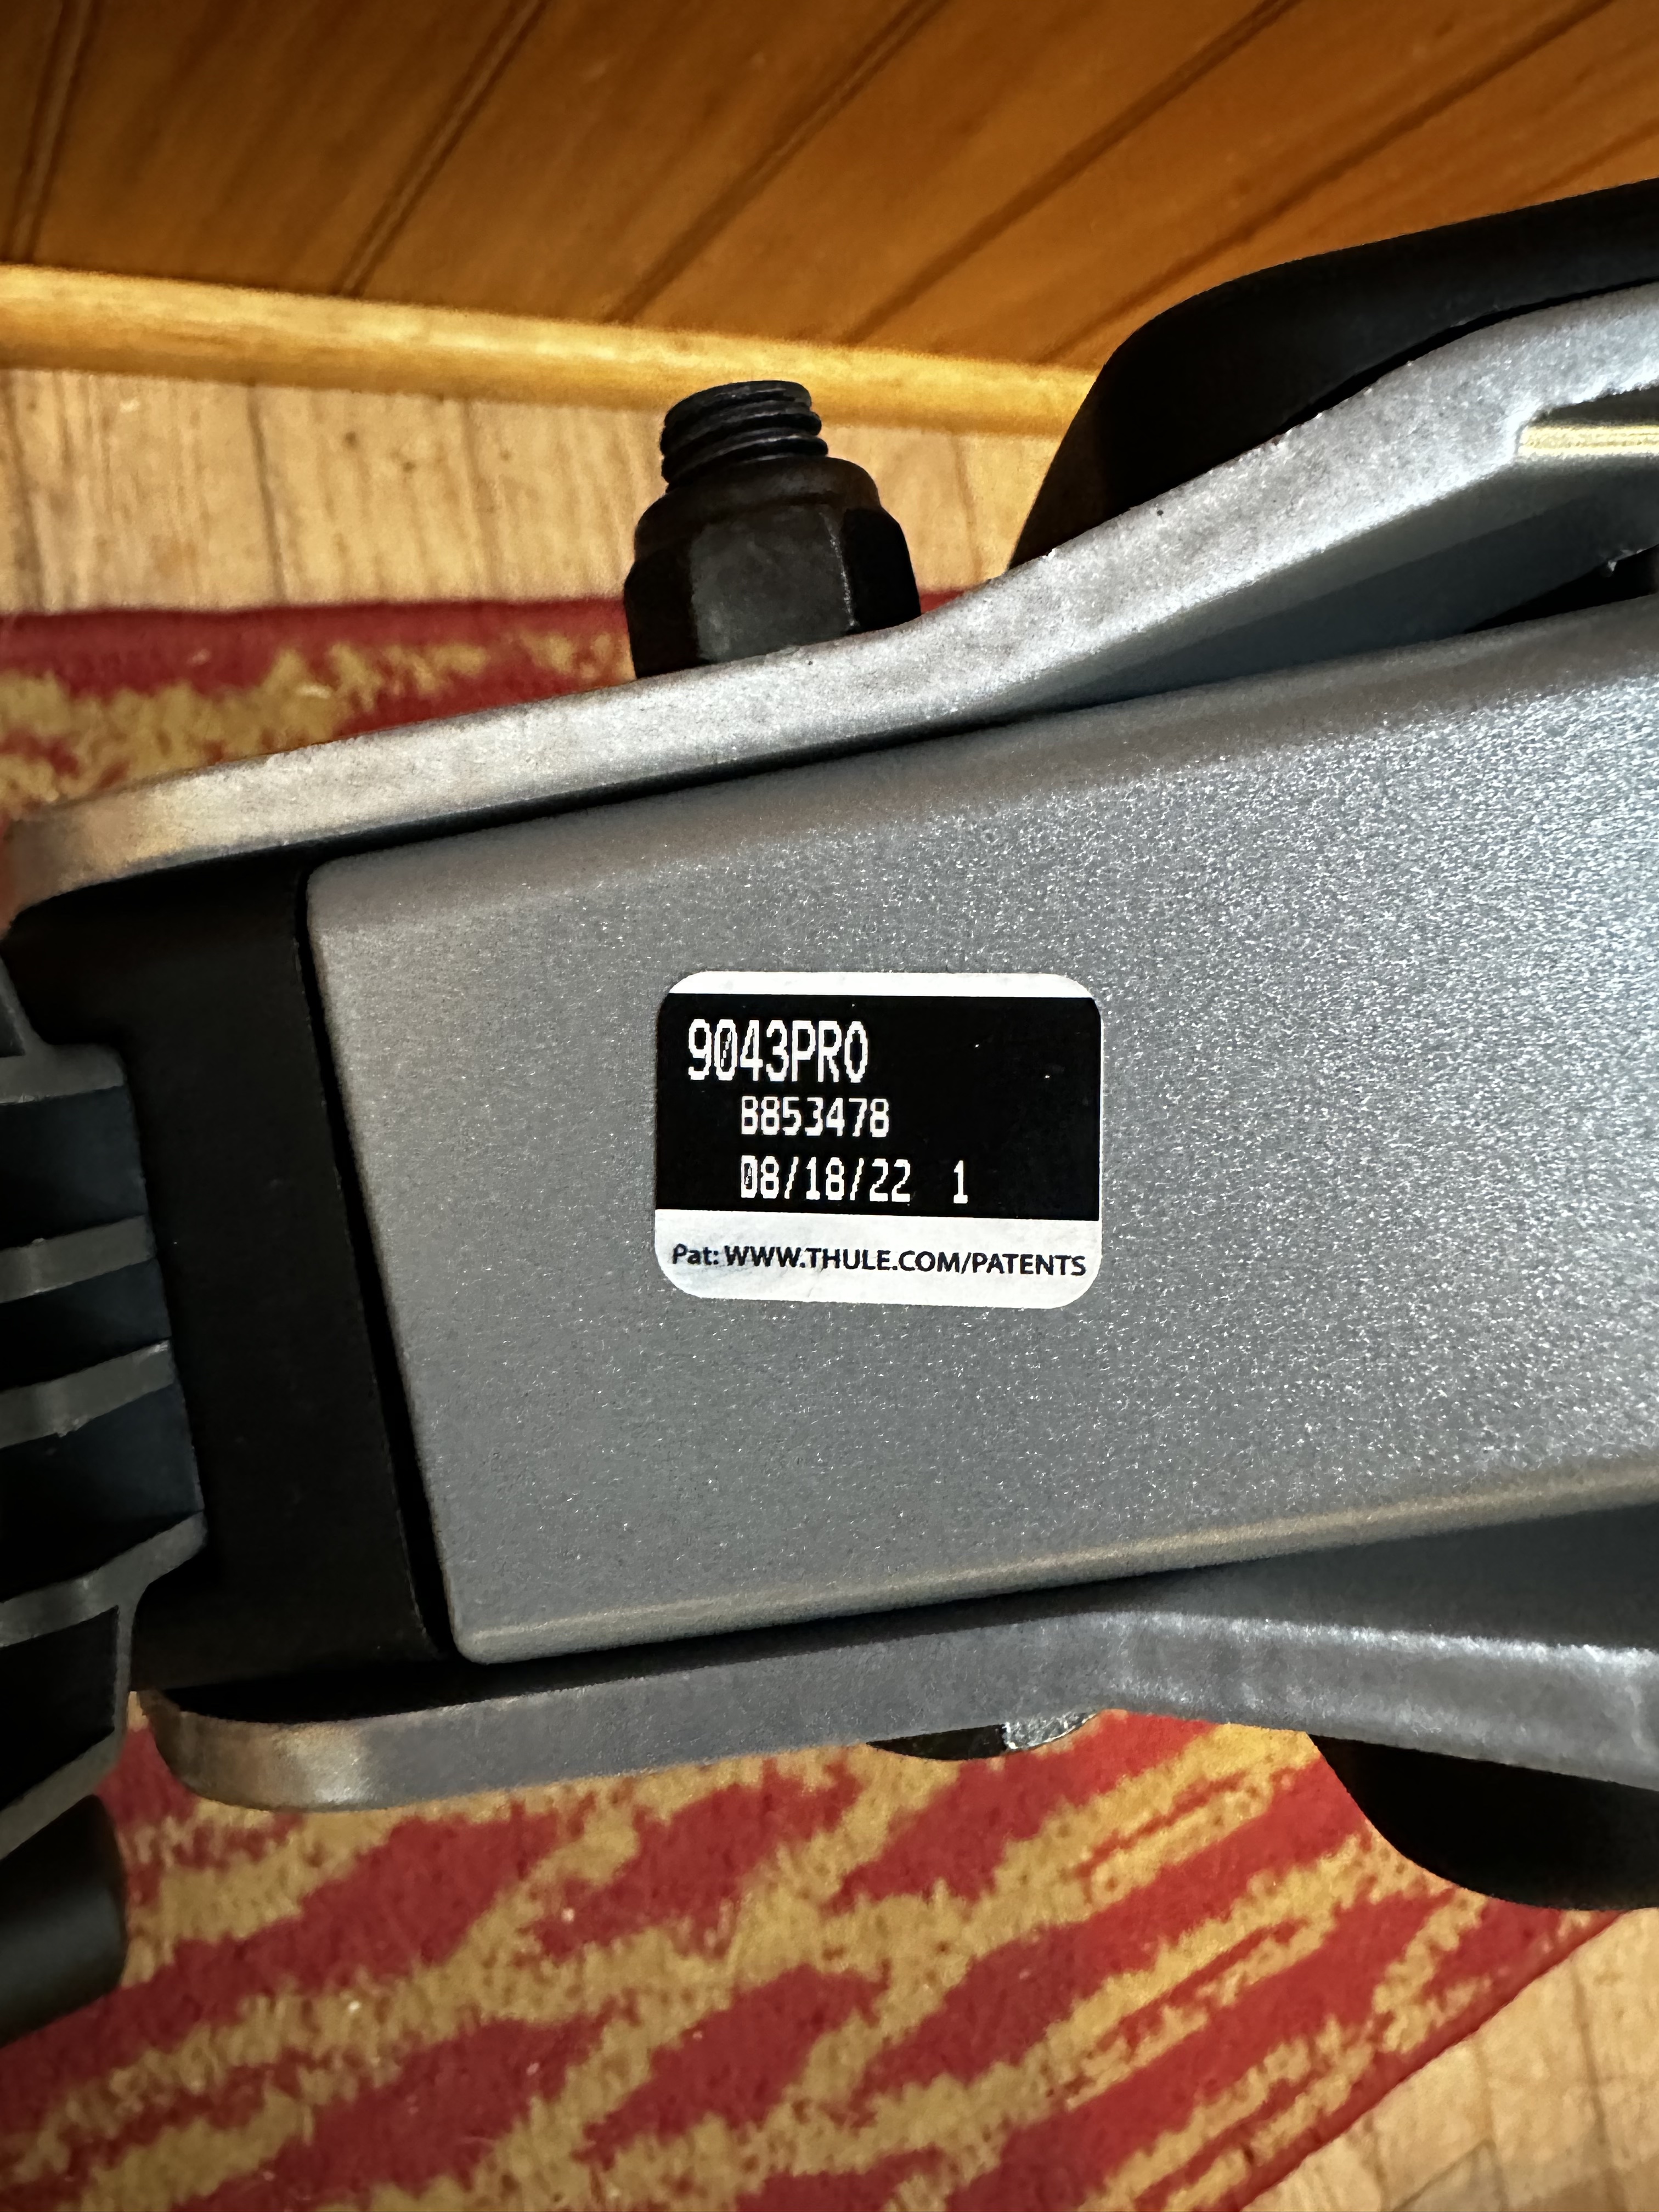 9043PRO
B853478
08/18/22 1
Pat: WWW.THULE.COM/PATENTS